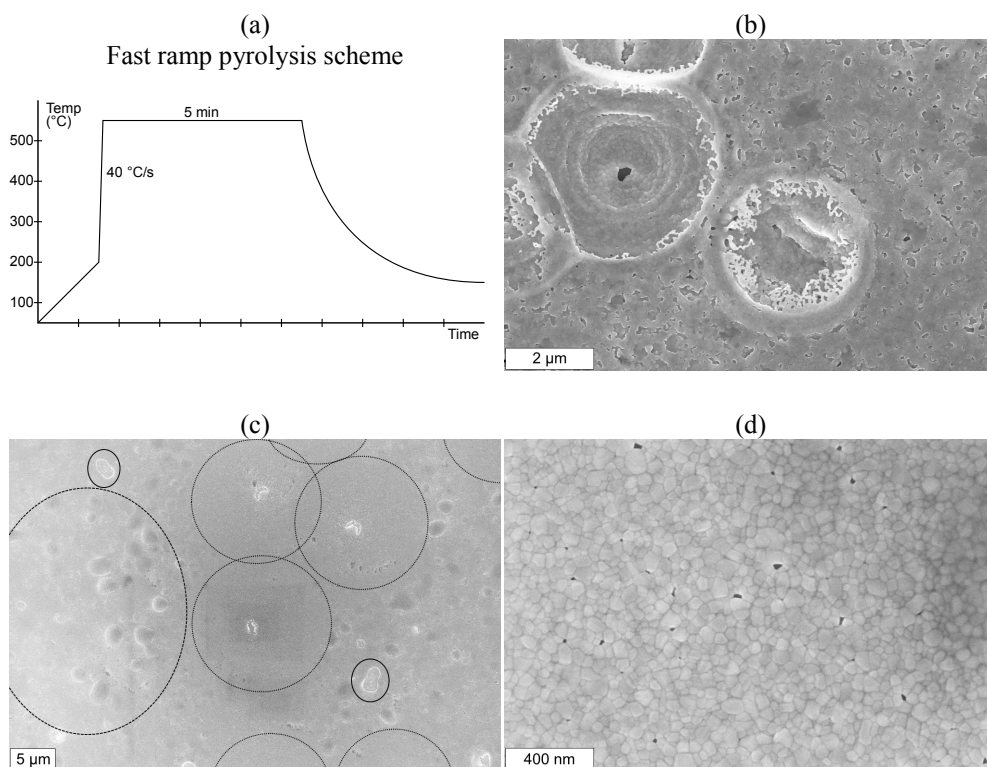 (a)
Fast ramp pyrolysis scheme
Temp
(°C)
5 min
500
400
40 °C/s
300
200
100
Time
(b)
2 µm
(c)
5 µm
(d)
400 nm